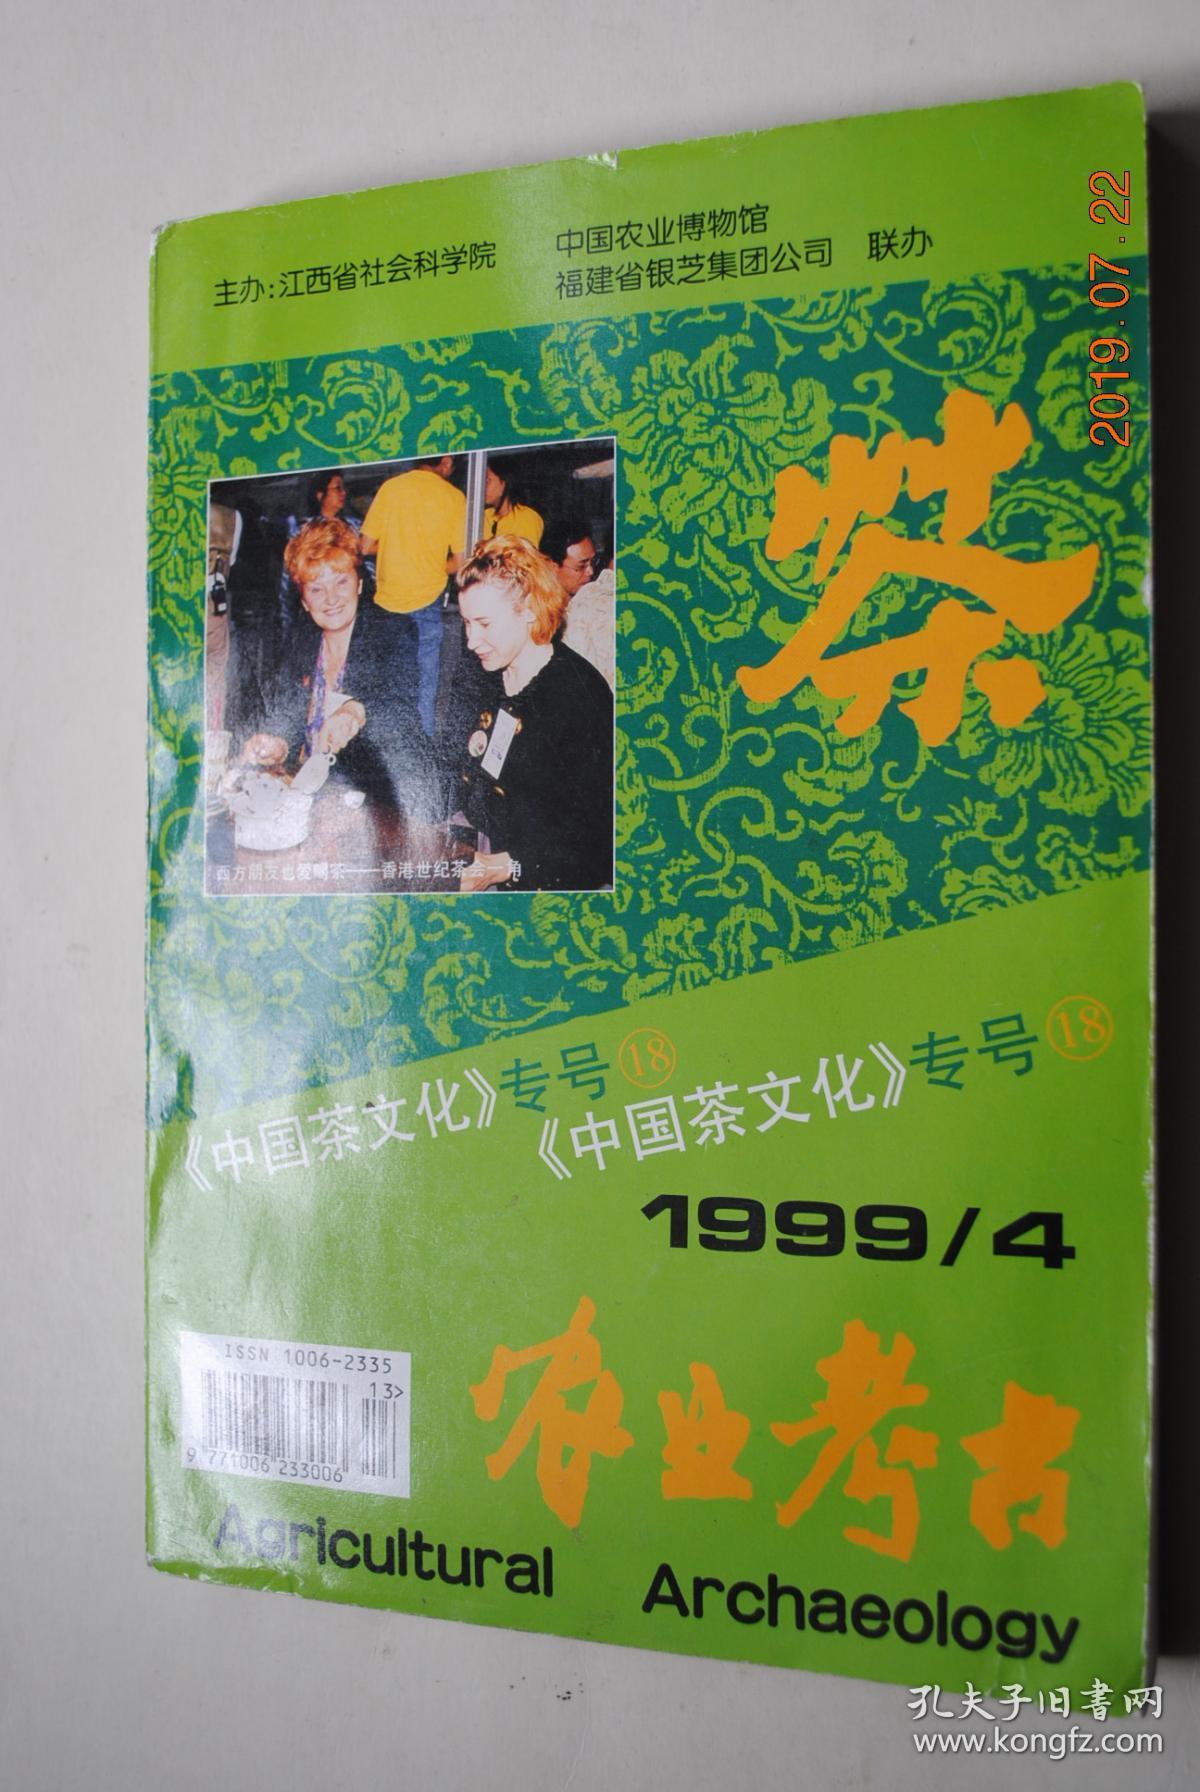 主办:江西省社会科学院
中国农业博物馆
福建省银芝集团公司
联办
2019.07.22
茶
西方朋友也爱喝茶——香港世纪茶会一角
《中国茶文化》专号⑱
《中国茶文化》专号⑱
1999/4
ISSN 1006-2335
13>
9 771006 233006
农业考古
Agricultural Archaeology
孔夫子旧書网
www.kongfz.com